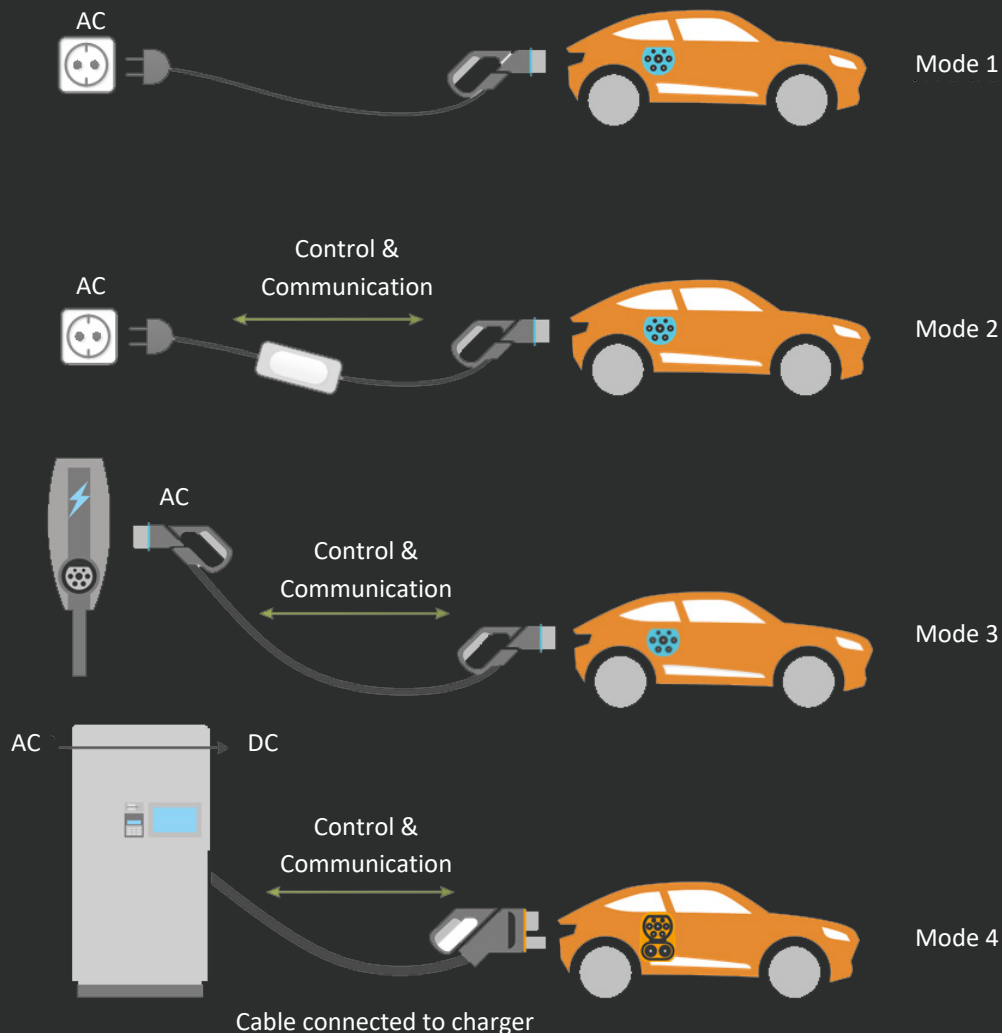 AC
Mode 1
Control &
Communication
AC
Mode 2
AC
Control &
Communication
Mode 3
AC
DC
Control &
Communication
Mode 4
Cable connected to charger